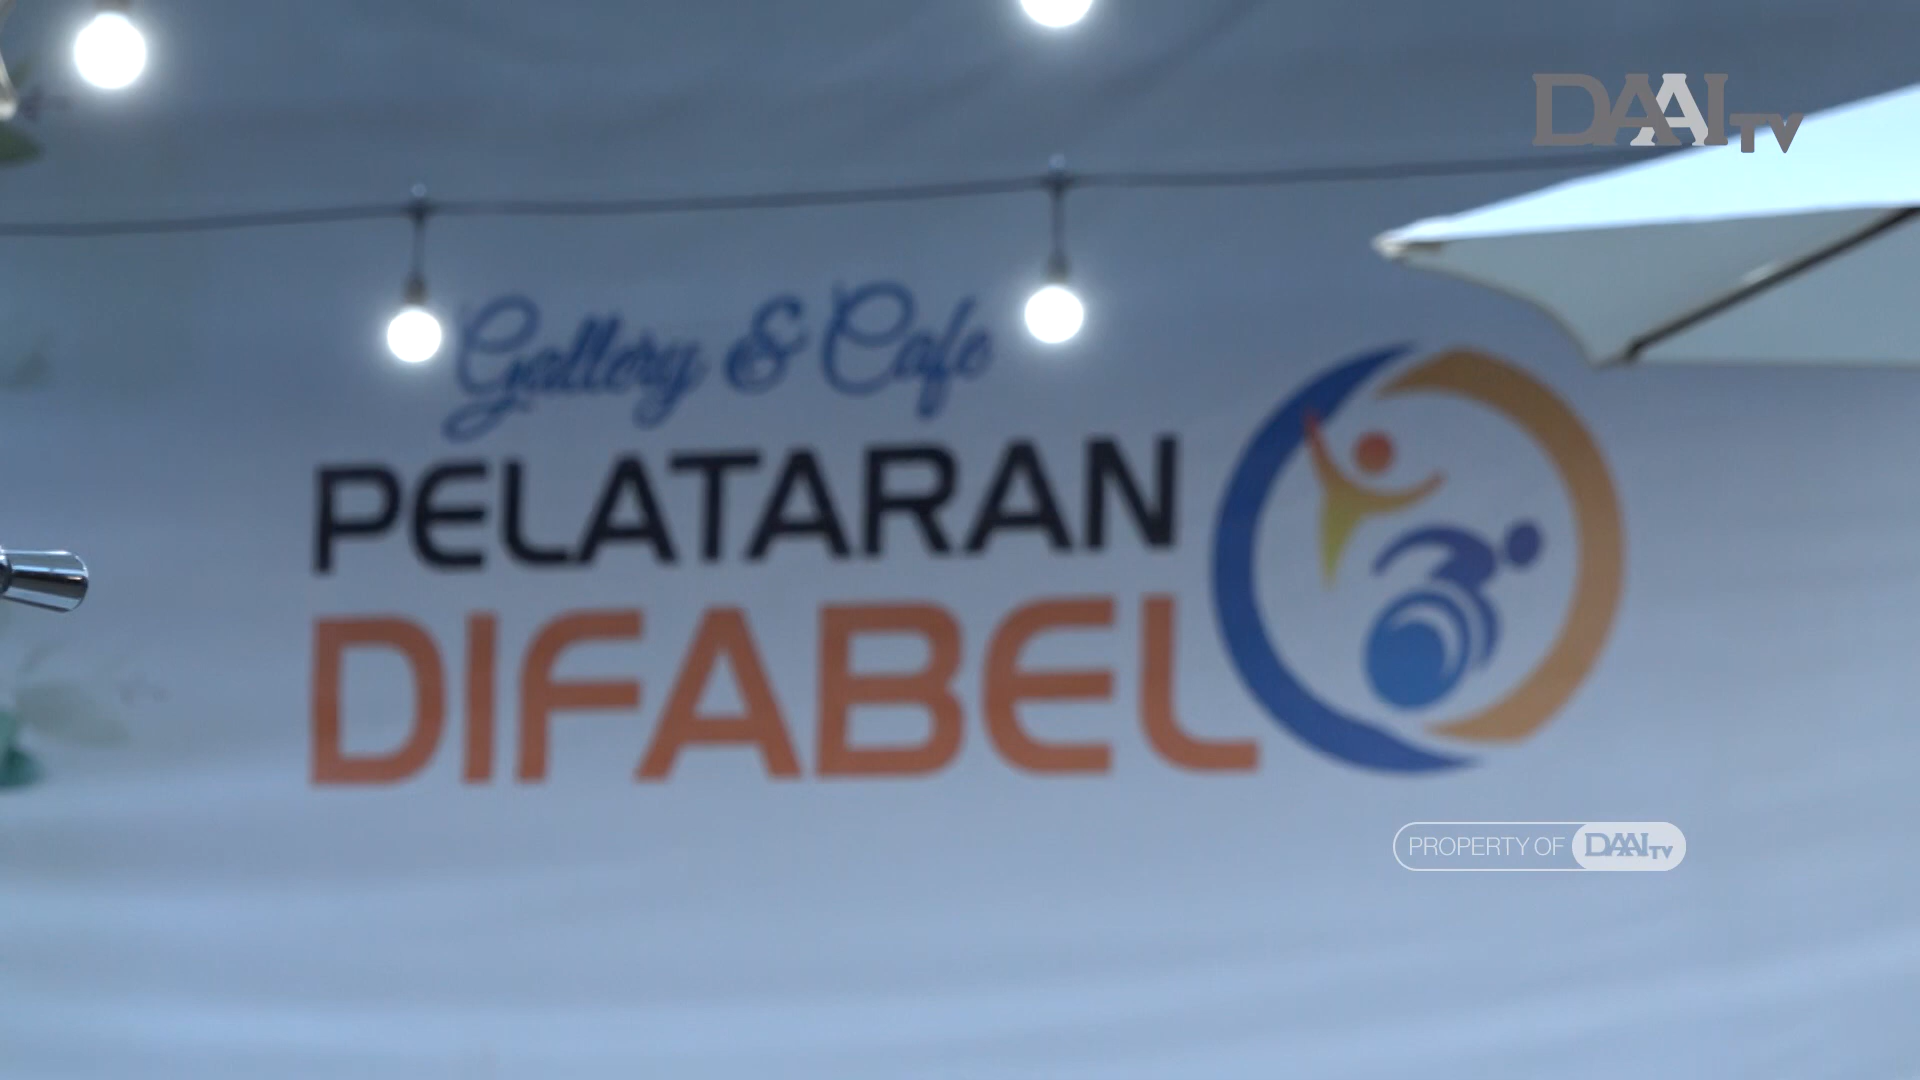 DAAI TV
Gallery & Cafe
PELATARAN
DIFABEL
PROPERTY OF DAAI TV